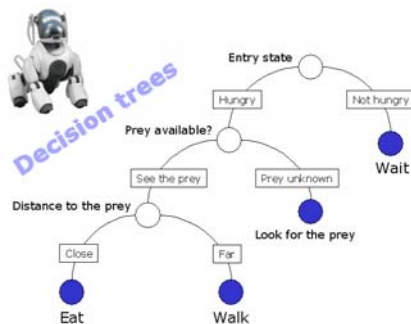 Decision trees
Entry state
Hungry
Not hungry
Prey available?
Wait
See the prey
Prey unknown
Distance to the prey
Look for the prey
Close
Far
Eat
Walk